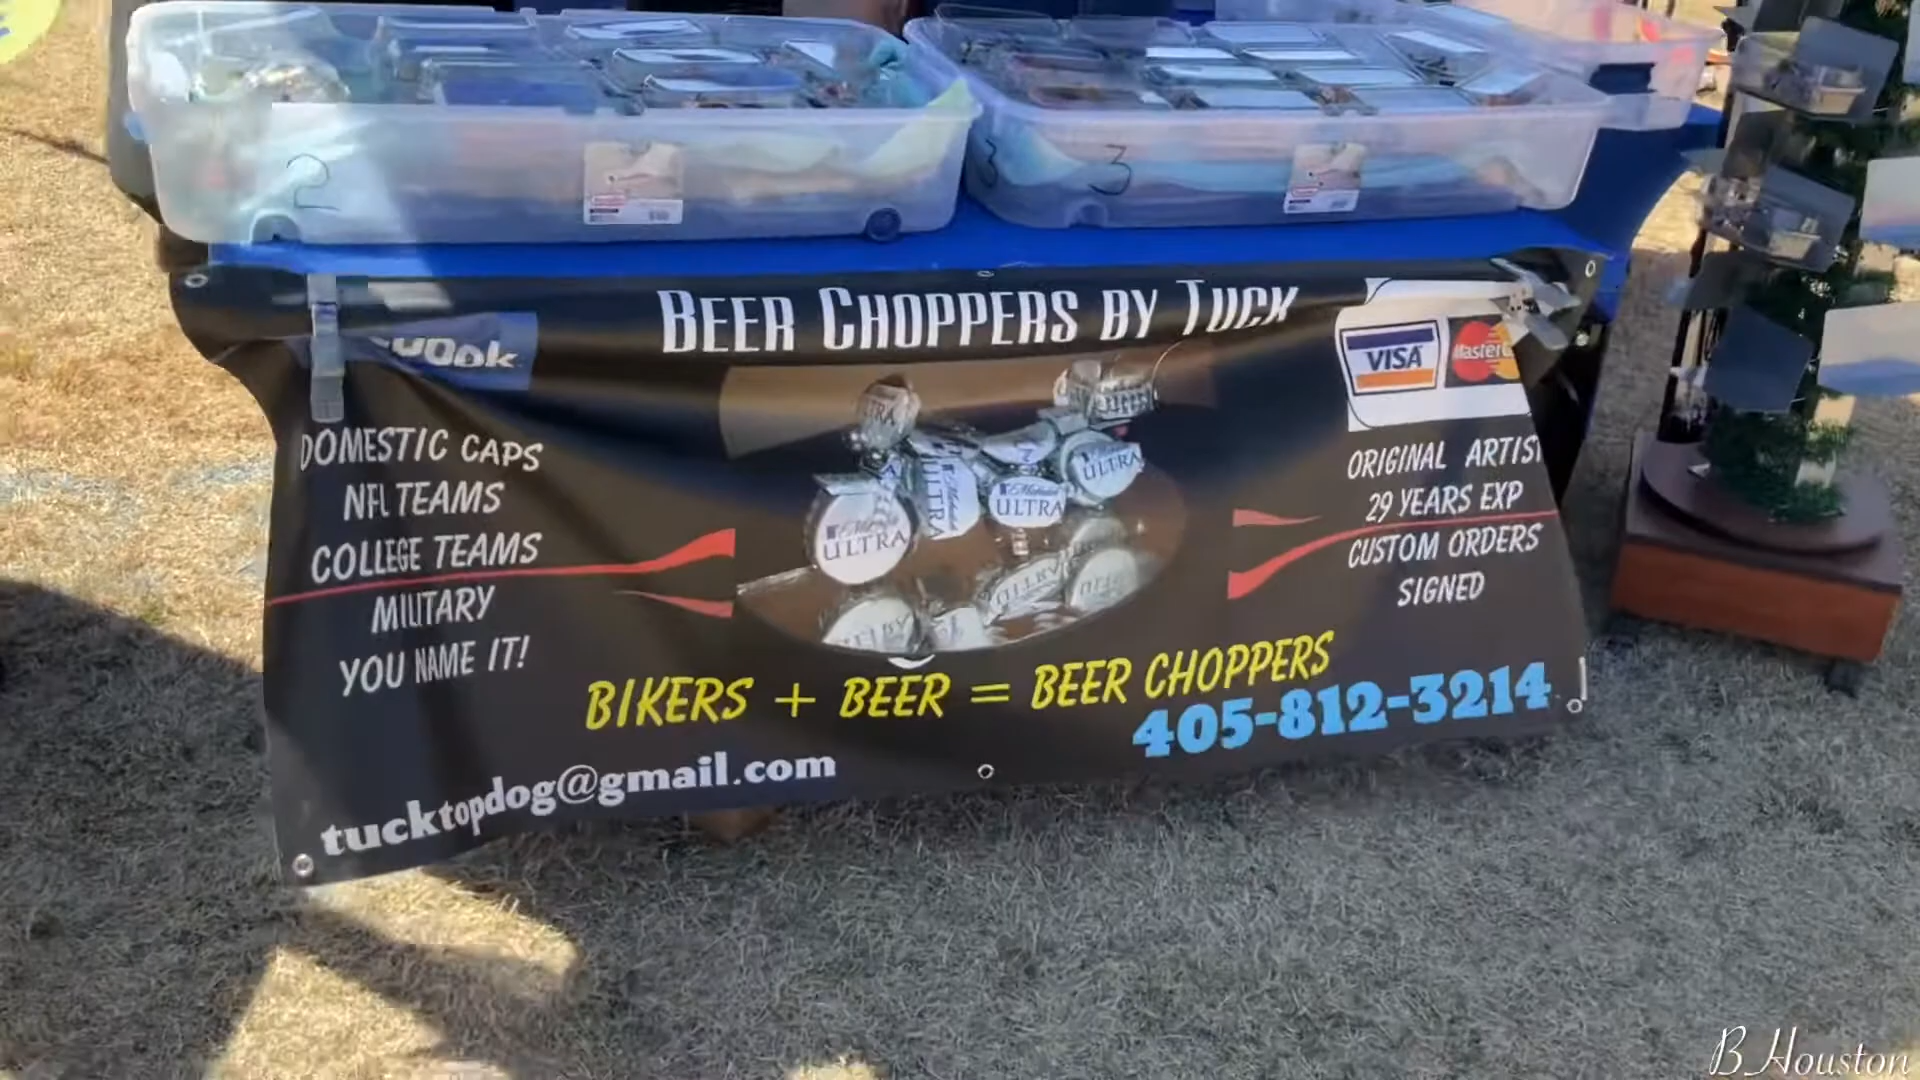 2
3
3
BEER CHOPPERS BY TUCK
VISA
DOMESTIC CAPS
NFL TEAMS
COLLEGE TEAMS
MILITARY
YOU NAME IT!
ULTRA
ULTRA
ULTRA
ULTRA
ORIGINAL ARTIST
29 YEARS EXP
CUSTOM ORDERS
SIGNED
BIKERS + BEER = BEER CHOPPERS
405-812-3214
tucktopdog@gmail.com
B Houston